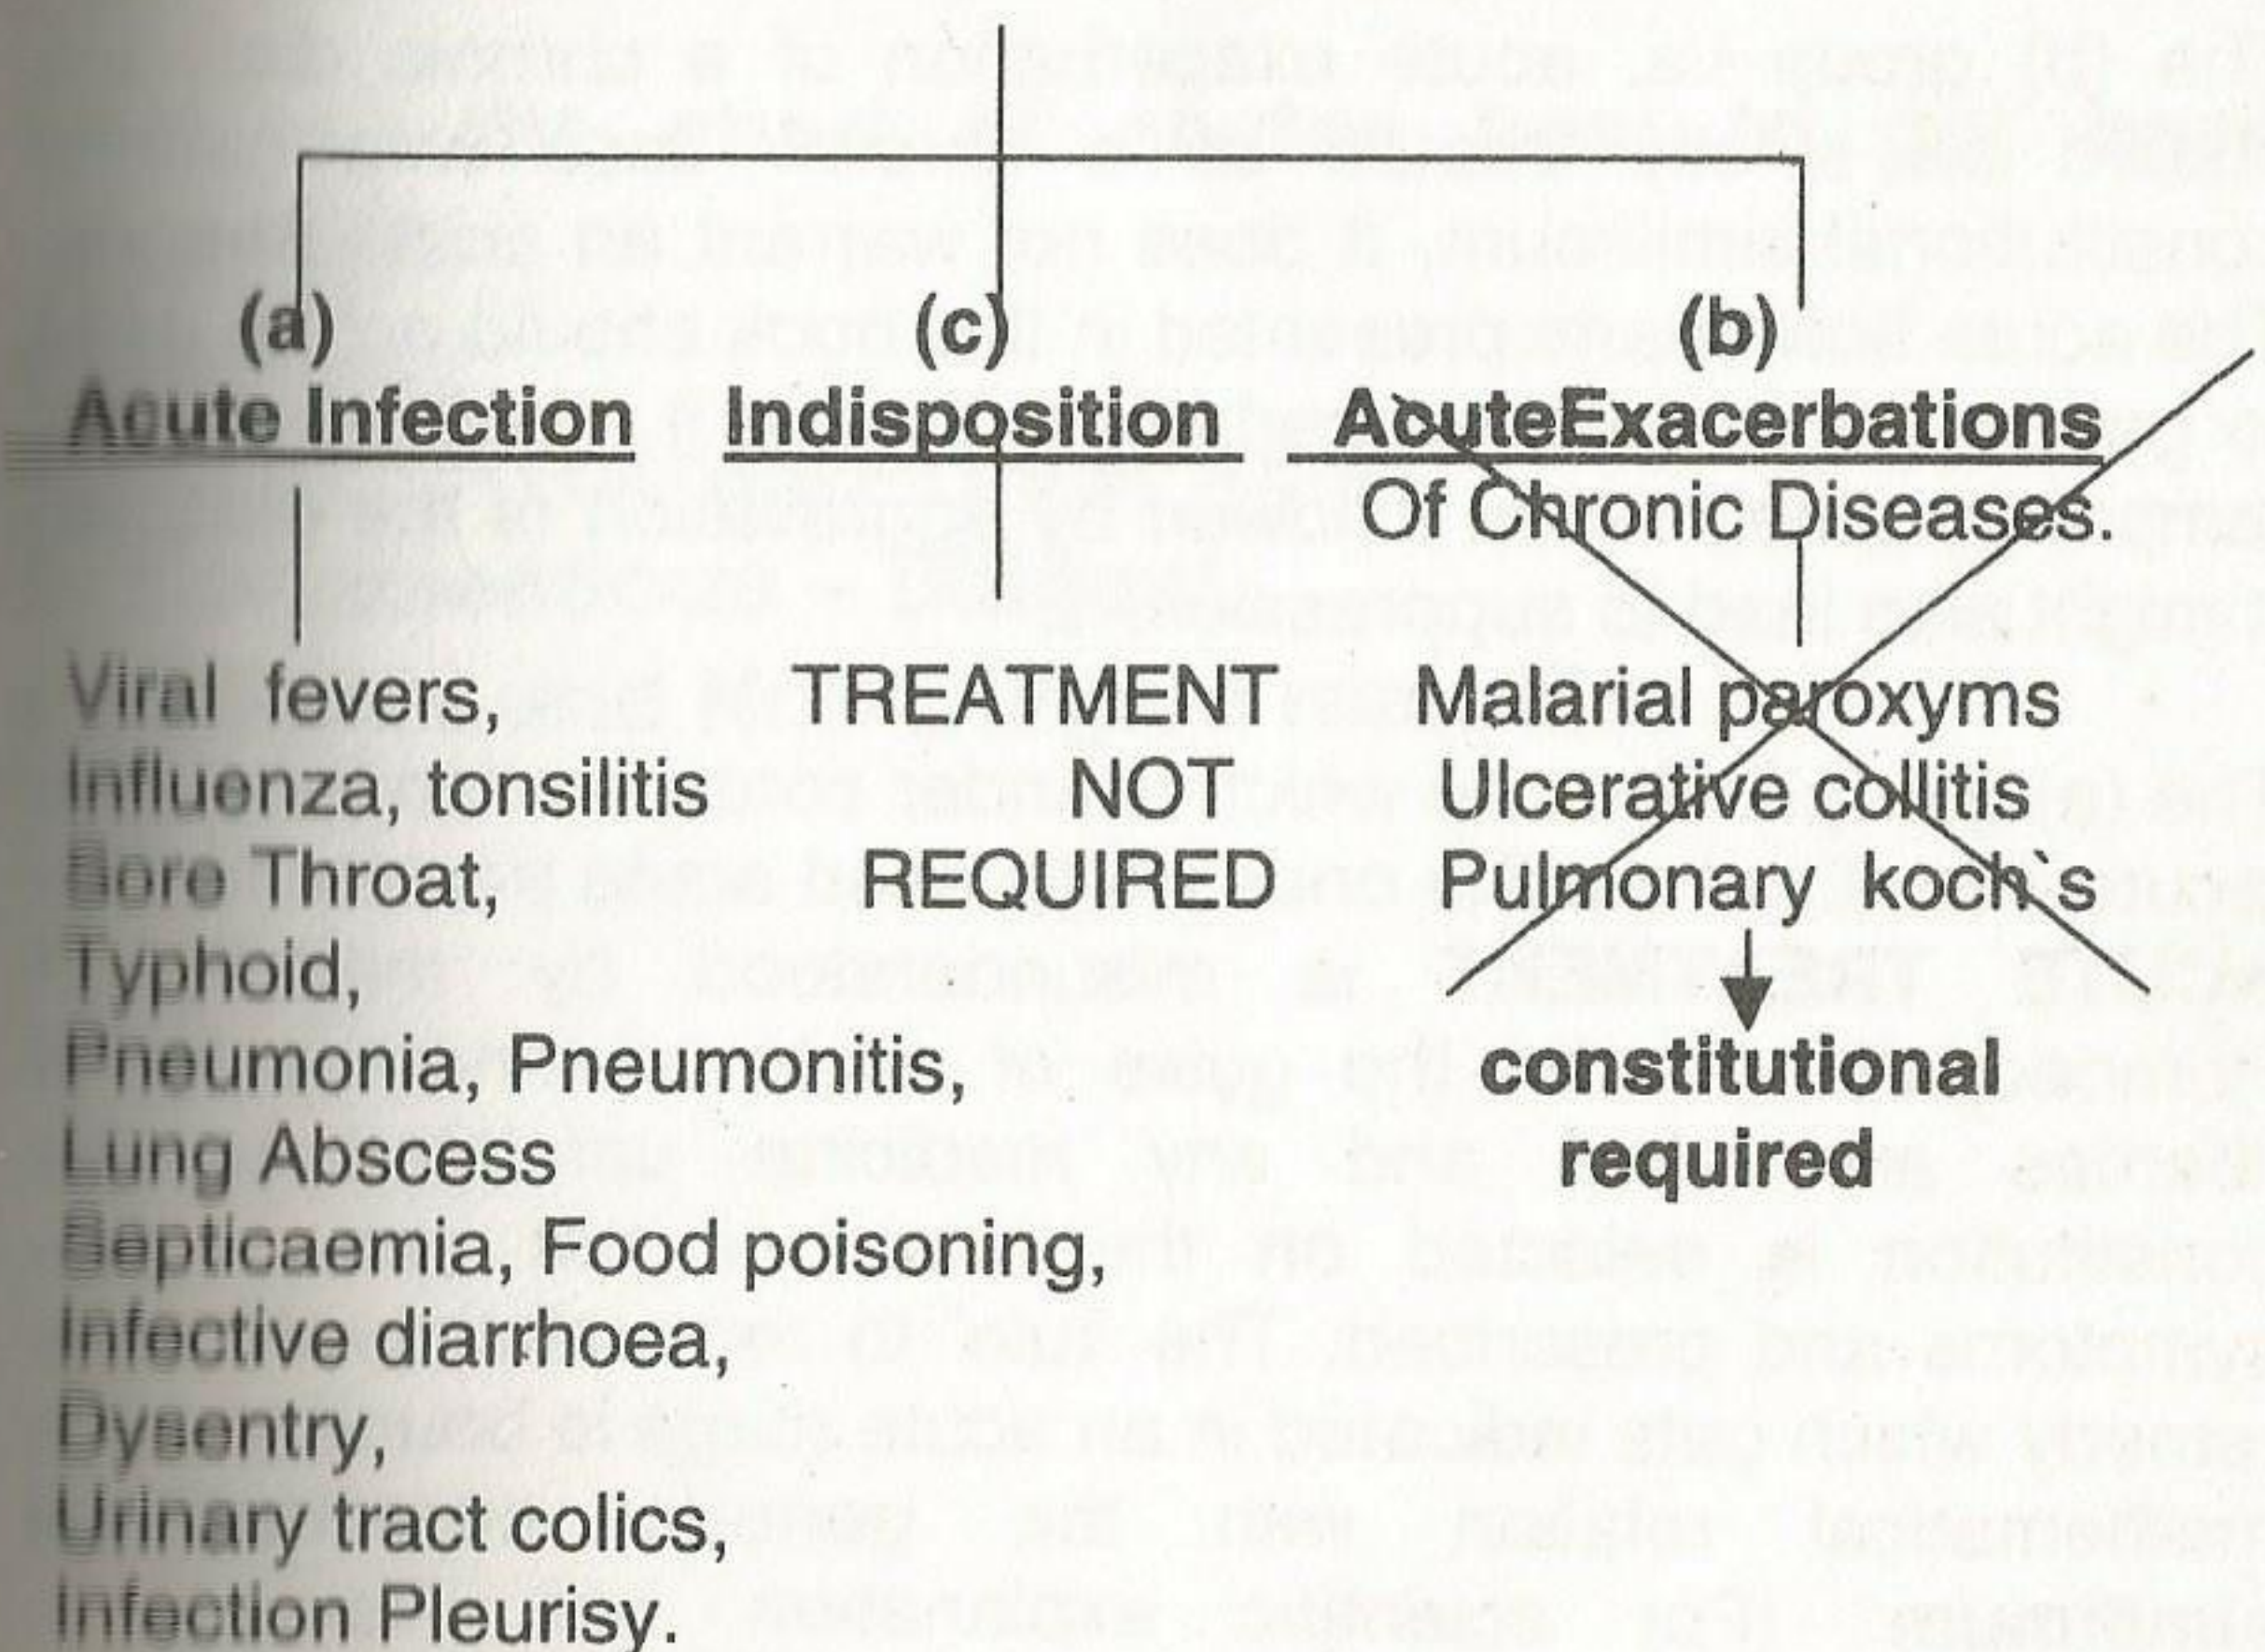 (a)
Acute Infection
Viral fevers,
Influenza, tonsilitis
Sore Throat,
Typhoid,
Pneumonia, Pneumonitis,
Lung Abscess
Septicaemia, Food poisoning,
Infective diarrhoea,
Dysentry,
Urinary tract colics,
Infection Pleurisy.
(c)
Indisposition
TREATMENT
NOT
REQUIRED
(b)
AcuteExacerbations
Of Chronic Diseases.
Malarial paroxyms
Ulcerative collitis
Pulmonary koch`s
constitutional
required